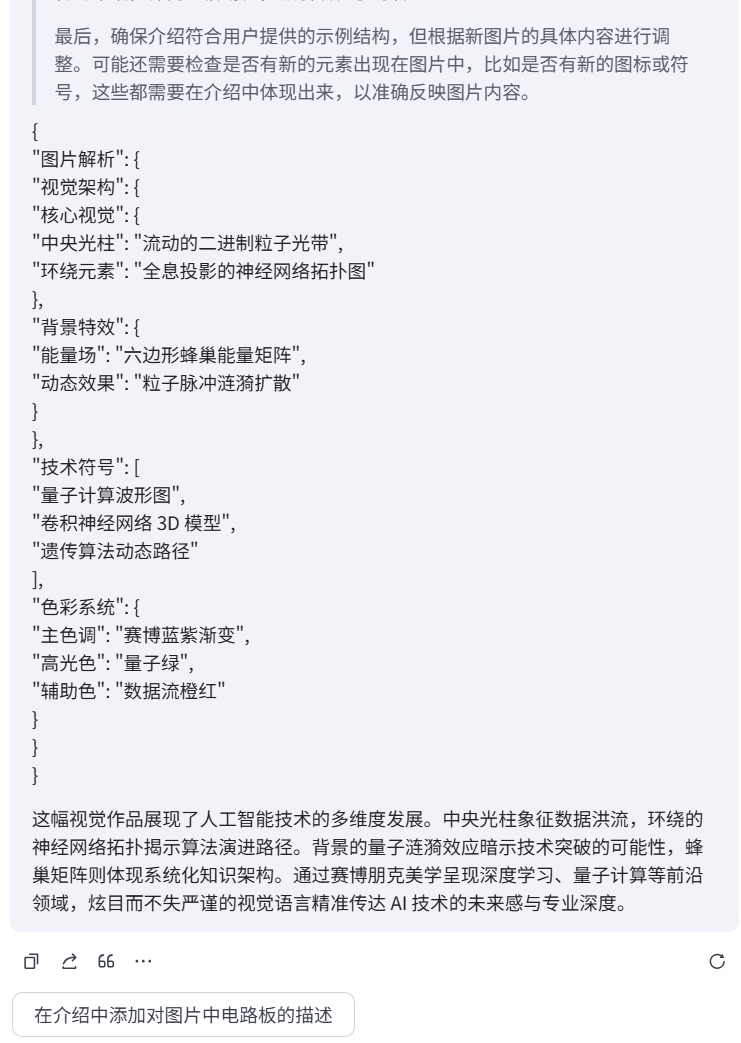 最后，确保介绍符合用户提供的示例结构，但根据新图片的具体内容进行调
整。可能还需要检查是否有新的元素出现在图片中，比如是否有新的图标或符
号，这些都需要在介绍中体现出来，以准确反映图片内容。
{
"图片解析": {
"视觉架构": {
"核心视觉": {
"中央光柱": "流动的二进制粒子光带",
"环绕元素": "全息投影的神经网络拓扑图"
},
"背景特效": {
"能量场": "六边形蜂巢能量矩阵",
"动态效果": "粒子脉冲涟漪扩散"
}
},
"技术符号": [
"量子计算波形图",
"卷积神经网络 3D 模型",
"遗传算法动态路径"
],
"色彩系统": {
"主色调": "赛博蓝紫渐变",
"高光色": "量子绿",
"辅助色": "数据流橙红"
}
}
}
这幅视觉作品展现了人工智能技术的多维度发展。中央光柱象征数据洪流，环绕的
神经网络拓扑揭示算法演进路径。背景的量子涟漪效应暗示技术突破的可能性，蜂
巢矩阵则体现系统化知识架构。通过赛博朋克美学呈现深度学习、量子计算等前沿
领域，炫目而不失严谨的视觉语言精准传达 AI 技术的未来感与专业深度。
在介绍中添加对图片中电路板的描述